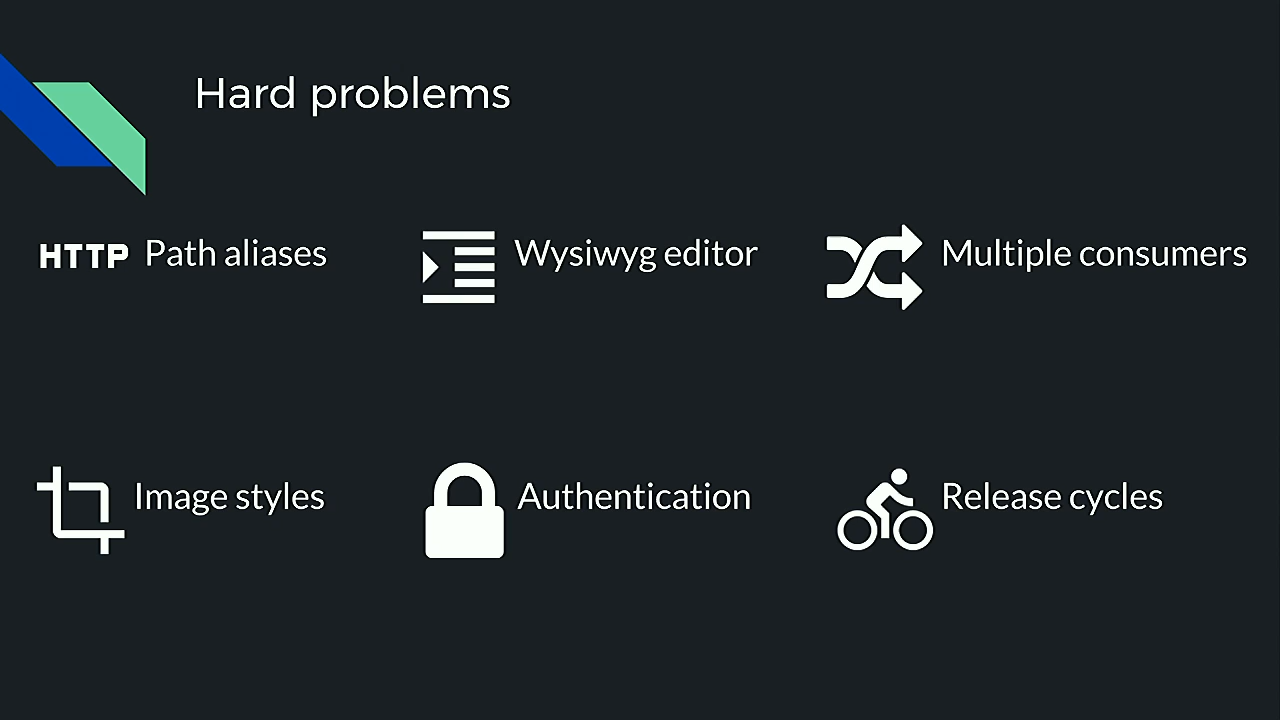 Hard problems
HTTP Path aliases
Wysiwyg editor
Multiple consumers
Image styles
Authentication
Release cycles